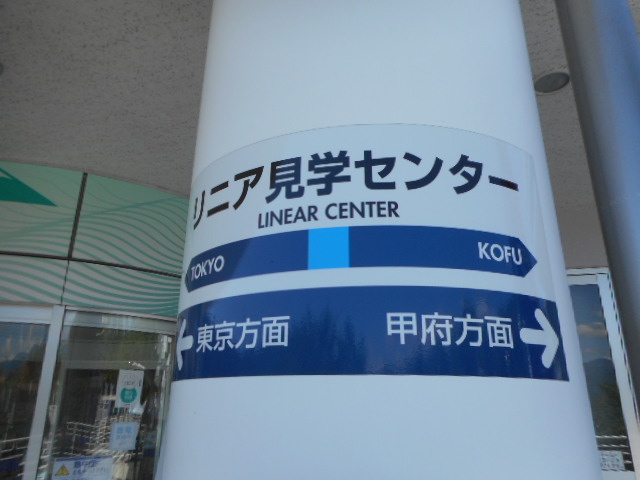 リニア見学センター
LINEAR CENTER
TOKYO KOFU
← 東京方面 甲府方面 →